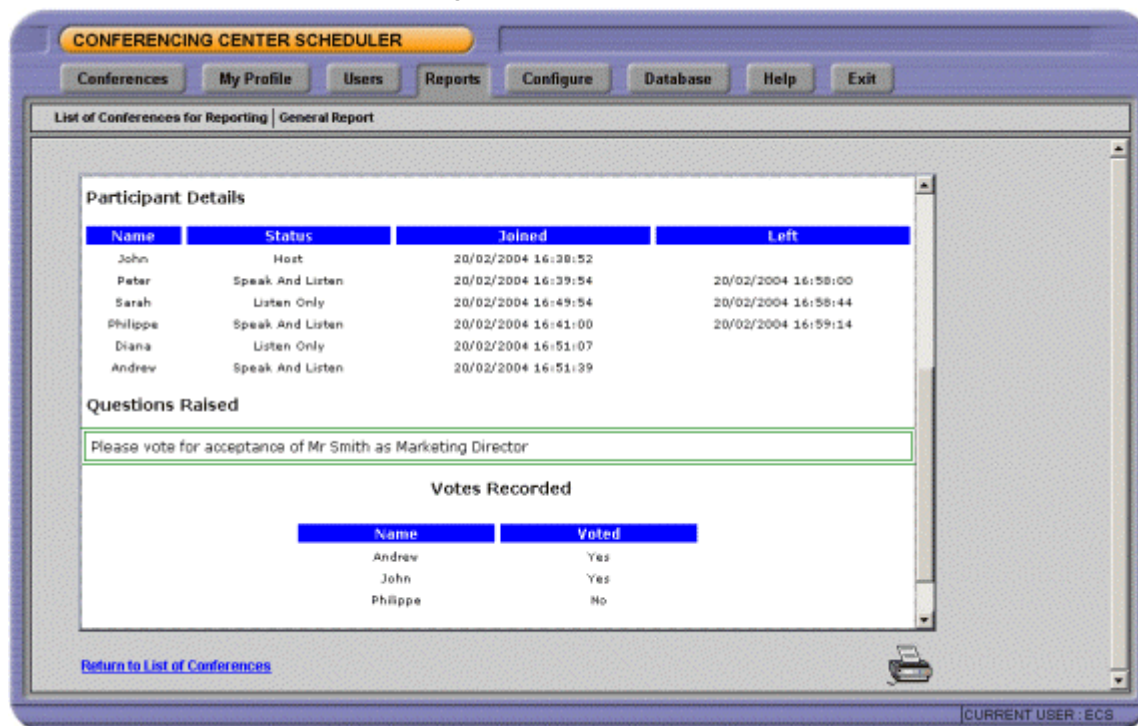 CONFERENCING CENTER SCHEDULER
Conferences My Profile Users Reports Configure Database Help Exit
List of Conferences for Reporting General Report
Participant Details
Name Status Joined Left
John Host 20/02/2004 16:38:52
Peter Speak And Listen 20/02/2004 16:39:54 20/02/2004 16:58:00
Sarah Listen Only 20/02/2004 16:49:54 20/02/2004 16:58:44
Philippe Speak And Listen 20/02/2004 16:41:00 20/02/2004 16:59:14
Diana Listen Only 20/02/2004 16:51:07
Andrew Speak And Listen 20/02/2004 16:51:39
Questions Raised
Please vote for acceptance of Mr Smith as Marketing Director
Votes Recorded
Name Voted
Andrew Yes
John Yes
Philippe No
Return to List of Conferences
CURRENT USER : ECS